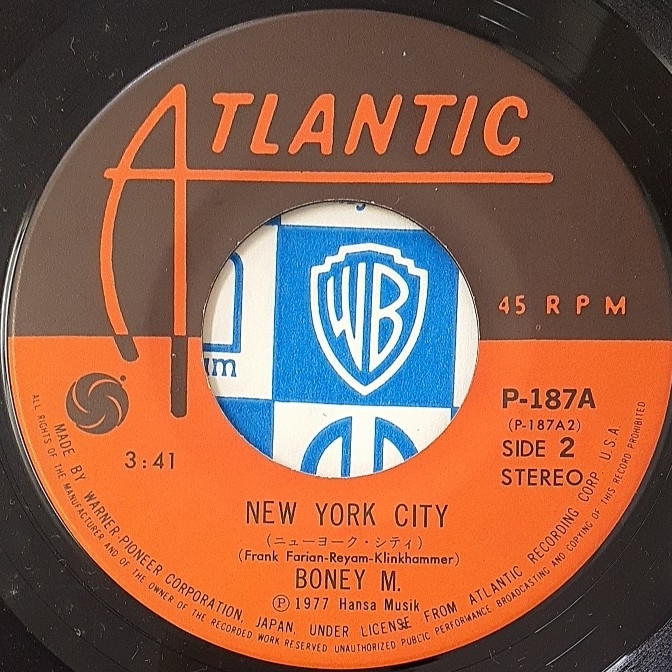 ATLANTIC
WB
m
45 RPM
P-187A
(P-187A2)
SIDE 2
STEREO
3:41
NEW YORK CITY
(ニューヨーク・シティ)
(Frank Farian-Reyam-Klinkhammer)
BONEY M.
Ⓟ 1977 Hansa Musik
MADE BY WARNER-PIONEER CORPORATION, JAPAN, UNDER LICENSE FROM ATLANTIC RECORDING CORP. U.S.A.
ALL RIGHTS OF THE MANUFACTURER AND OF THE OWNER OF THE RECORDED WORK RESERVED UNAUTHORIZED PUBLIC PERFORMANCE BROADCASTING AND COPYING OF THIS RECORD PROHIBITED